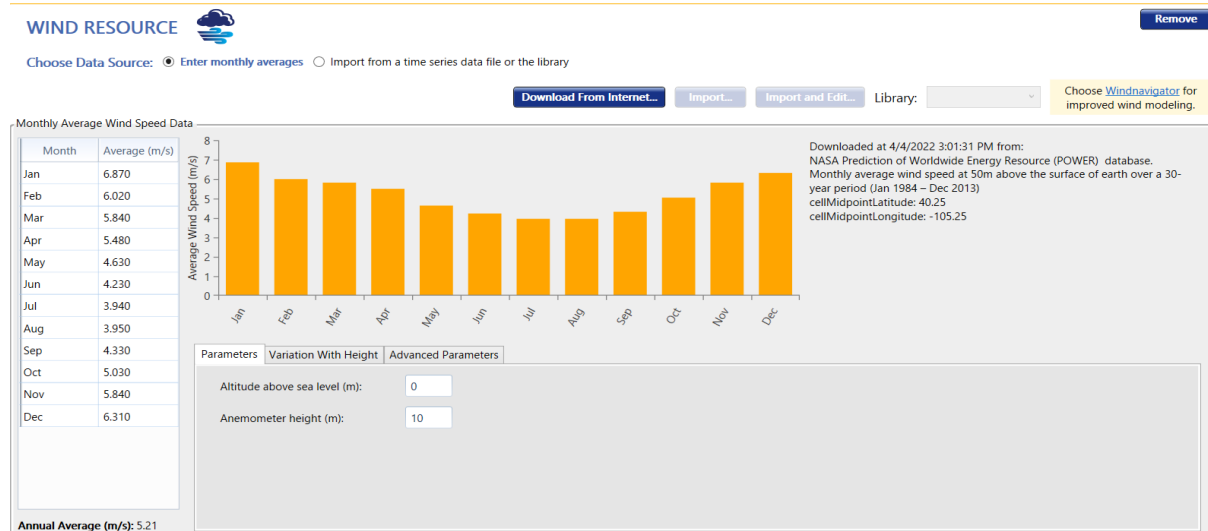 WIND RESOURCE
Remove
Choose Data Source: Enter monthly averages Import from a time series data file or the library
Download From Internet... Import... Import and Edit... Library:
Choose Windnavigator for
improved wind modeling.
Monthly Average Wind Speed Data
Month Average (m/s)
Jan 6.870
Feb 6.020
Mar 5.840
Apr 5.480
May 4.630
Jun 4.230
Jul 3.940
Aug 3.950
Sep 4.330
Oct 5.030
Nov 5.840
Dec 6.310
Annual Average (m/s): 5.21
Average Wind Speed (m/s)
8
7
6
5
4
3
2
1
0
Jan Feb Mar Apr May Jun Jul Aug Sep Oct Nov Dec
Downloaded at 4/4/2022 3:01:31 PM from:
NASA Prediction of Worldwide Energy Resource (POWER) database.
Monthly average wind speed at 50m above the surface of earth over a 30-
year period (Jan 1984 – Dec 2013)
cellMidpointLatitude: 40.25
cellMidpointLongitude: -105.25
Parameters Variation With Height Advanced Parameters
Altitude above sea level (m): 0
Anemometer height (m): 10